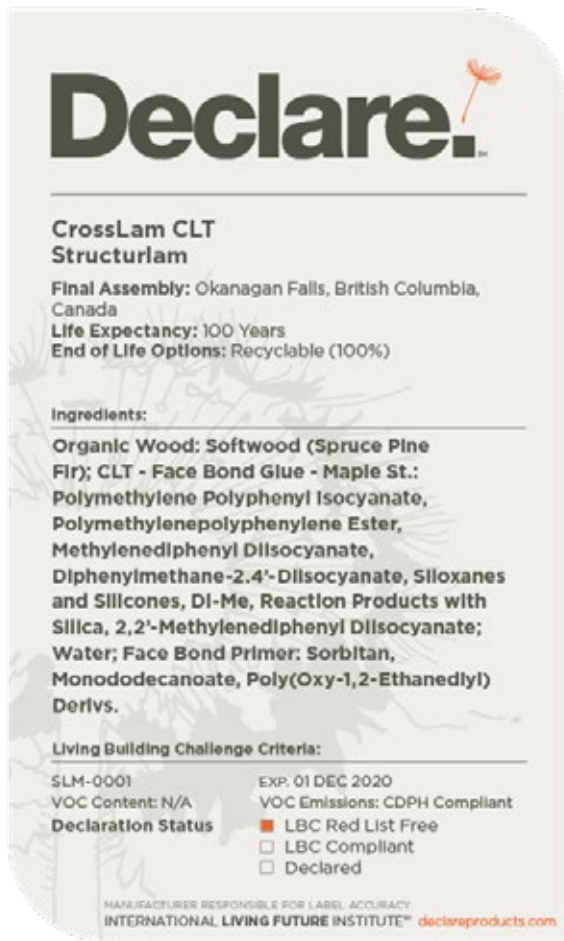 Declare.
CrossLam CLT
Structurlam
Final Assembly: Okanagan Falls, British Columbia,
Canada
Life Expectancy: 100 Years
End of Life Options: Recyclable (100%)
Ingredients:
Organic Wood: Softwood (Spruce Pine
Fir); CLT - Face Bond Glue - Maple St.:
Polymethylene Polyphenyl Isocyanate,
Polymethylenepolyphenylene Ester,
Methylenediphenyl Diisocyanate,
Diphenylmethane-2.4'-Diisocyanate, Siloxanes
and Silicones, Di-Me, Reaction Products with
Silica, 2,2'-Methylenediphenyl Diisocyanate;
Water; Face Bond Primer: Sorbitan,
Monododecanoate, Poly(Oxy-1,2-Ethanediyl)
Derivs.
Living Building Challenge Criteria:
SLM-0001 EXP. 01 DEC 2020
VOC Content: N/A VOC Emissions: CDPH Compliant
Declaration Status LBC Red List Free
LBC Compliant
Declared
MANUFACTURER RESPONSIBLE FOR LABEL ACCURACY
INTERNATIONAL LIVING FUTURE INSTITUTE℠ declareproducts.com